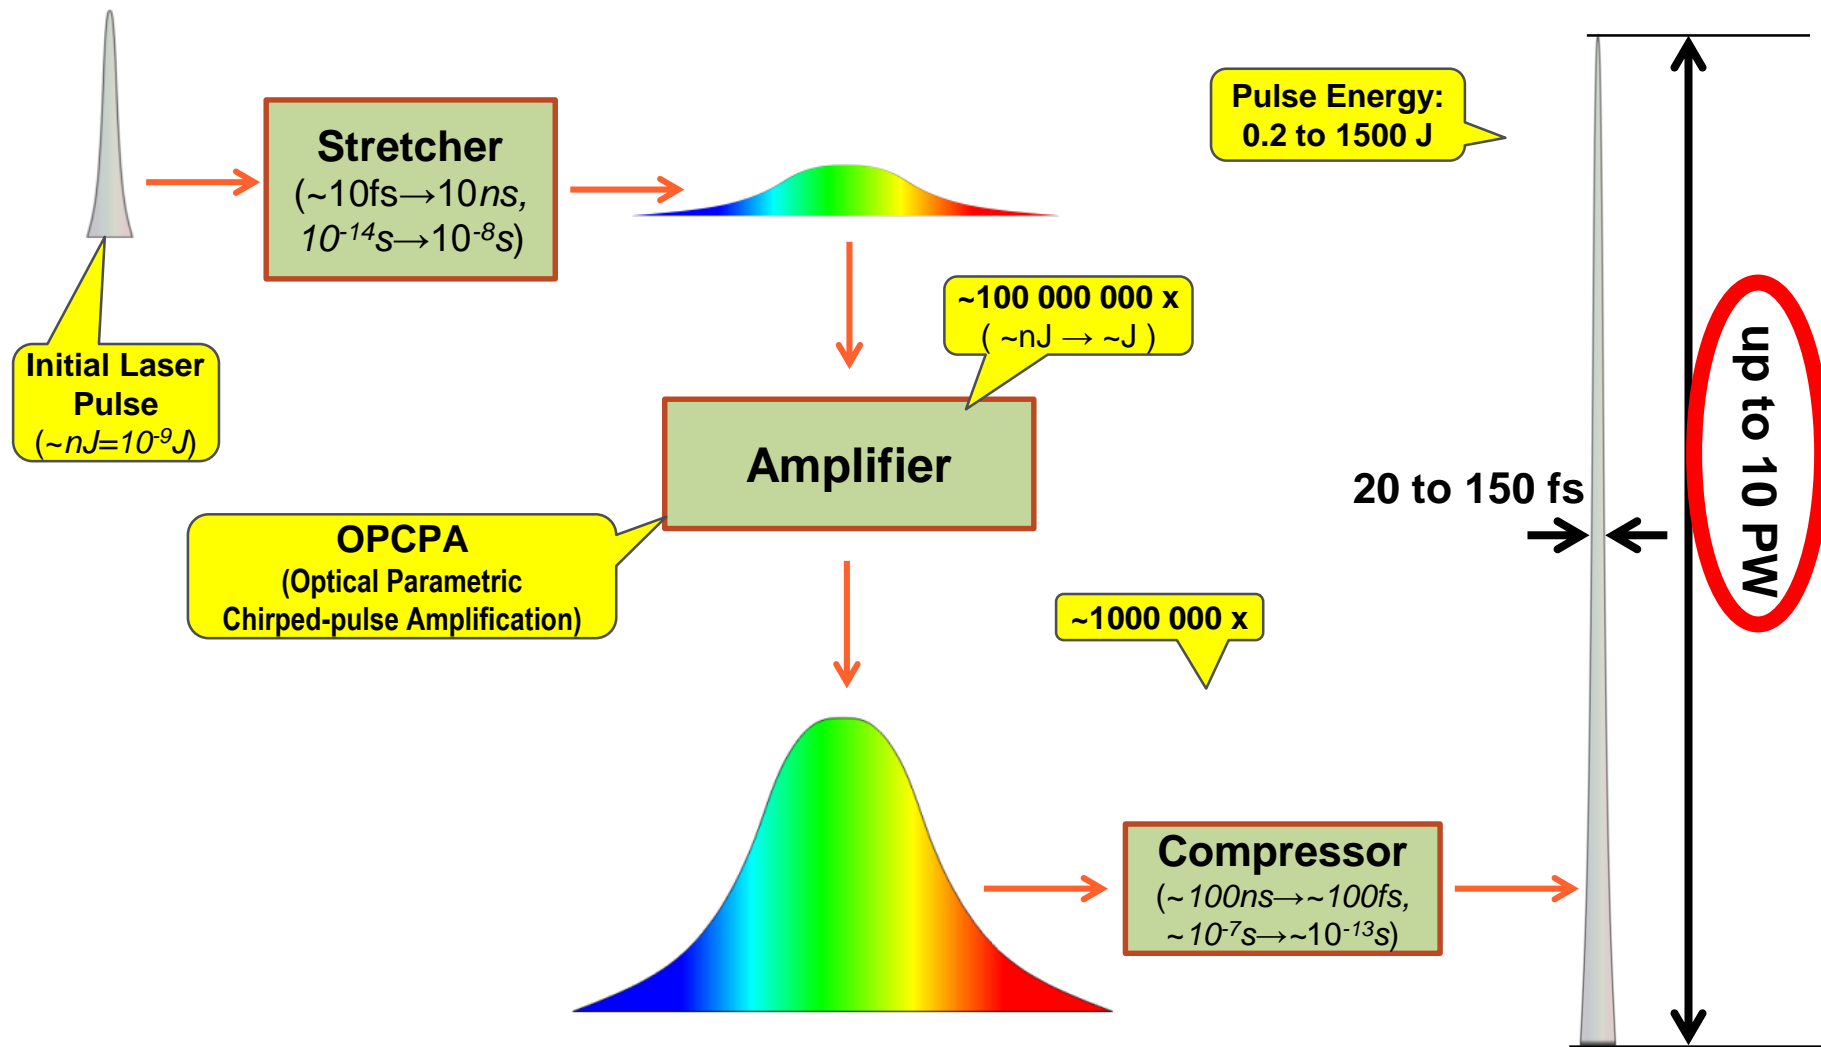 Stretcher
(~10fs→10ns,
10⁻¹⁴s→10⁻⁸s)
Initial Laser
Pulse
(~nJ=10⁻⁹J)
Pulse Energy:
0.2 to 1500 J
~100 000 000 x
( ~nJ → ~J )
Amplifier
OPCPA
(Optical Parametric
Chirped-pulse Amplification)
~1000 000 x
Compressor
(~100ns→~100fs,
~10⁻⁷s→~10⁻¹³s)
20 to 150 fs
up to 10 PW